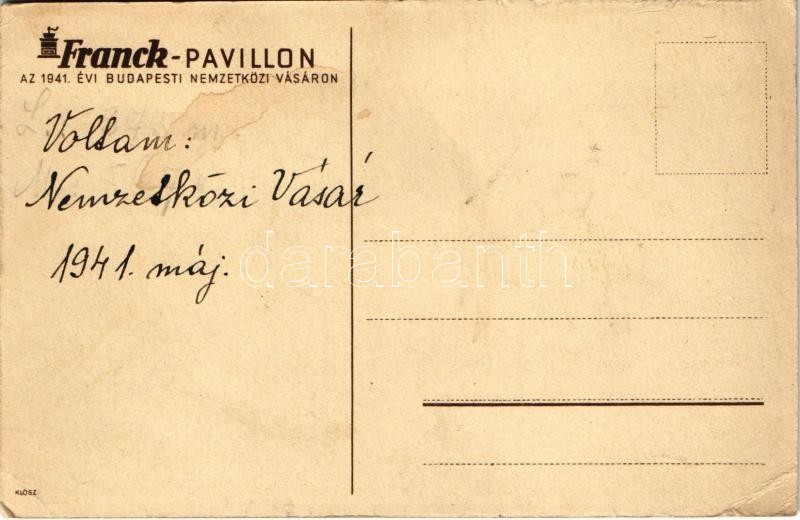 Franck-PAVILLON
AZ 1941. ÉVI BUDAPESTI NEMZETKÖZI VÁSÁRON
Voltam:
Nemzetközi Vásár
1941. máj.
darabanth
KLÖSZ